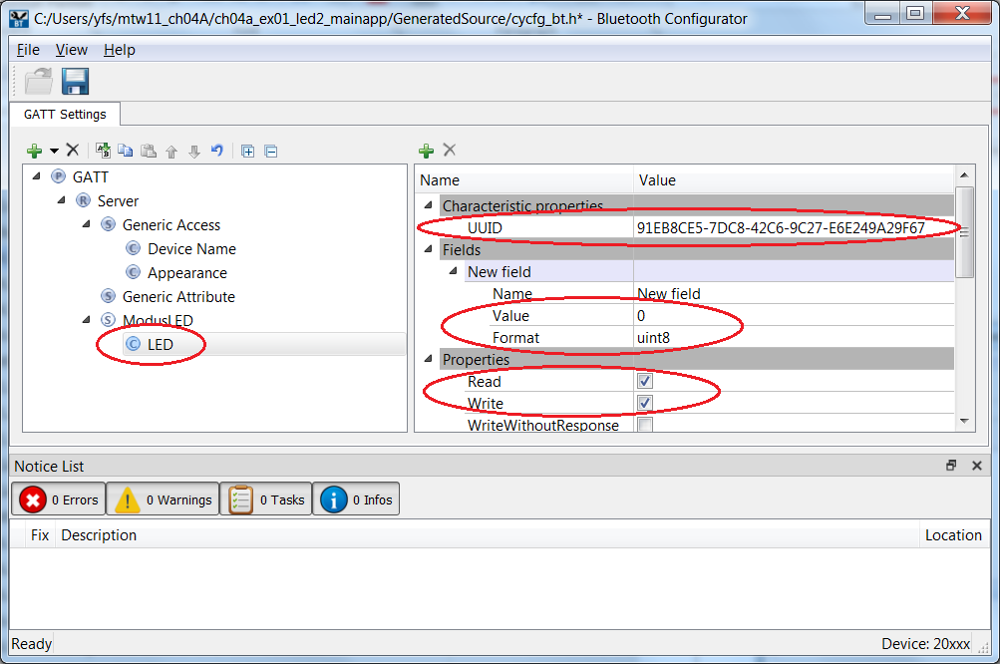 C:/Users/yfs/mtw11_ch04A/ch04a_ex01_led2_mainapp/GeneratedSource/cycfg_bt.h* - Bluetooth Configurator
File View Help
GATT Settings
GATT
Server
Generic Access
Device Name
Appearance
Generic Attribute
ModusLED
LED
Name Value
Characteristic properties
UUID 91EB8CE5-7DC8-42C6-9C27-E6E249A29F67
Fields
New field
Name New field
Value 0
Format uint8
Properties
Read
Write
WriteWithoutResponse
Notice List
0 Errors 0 Warnings 0 Tasks 0 Infos
Fix Description Location
Ready Device: 20xxx